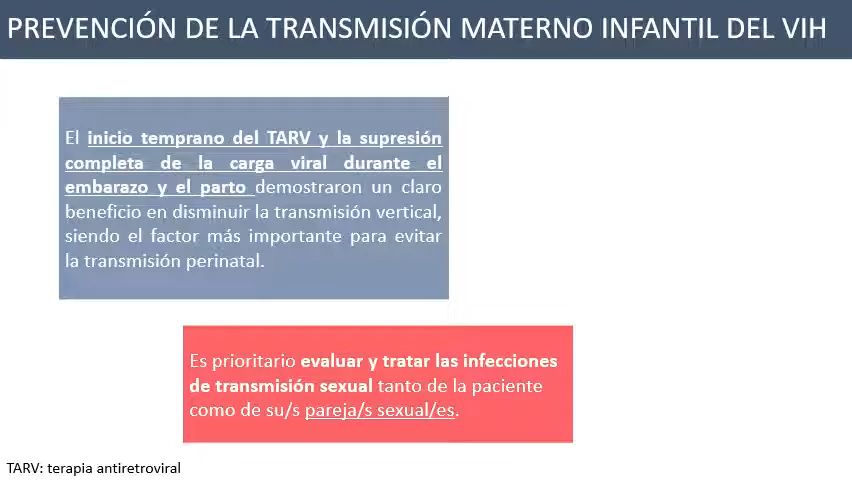 PREVENCIÓN DE LA TRANSMISIÓN MATERNO INFANTIL DEL VIH
El inicio temprano del TARV y la supresión
completa de la carga viral durante el
embarazo y el parto demostraron un claro
beneficio en disminuir la transmisión vertical,
siendo el factor más importante para evitar
la transmisión perinatal.
Es prioritario evaluar y tratar las infecciones
de transmisión sexual tanto de la paciente
como de su/s pareja/s sexual/es.
TARV: terapia antiretroviral